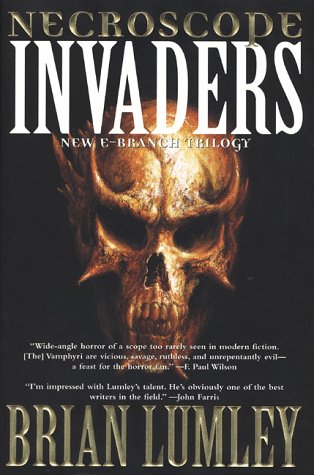 NECROSCOPE
INVADERS
NEW E-BRANCH TRILOGY
"Wide-angle horror of a scope too rarely seen in modern fiction.
[The] Vamphyri are vicious, savage, ruthless, and unrepentantly evil—
a feast for the horror fan." —F. Paul Wilson
"I'm impressed with Lumley's talent. He's obviously one of the best
writers in the field." —John Farris
BRIAN LUMLEY